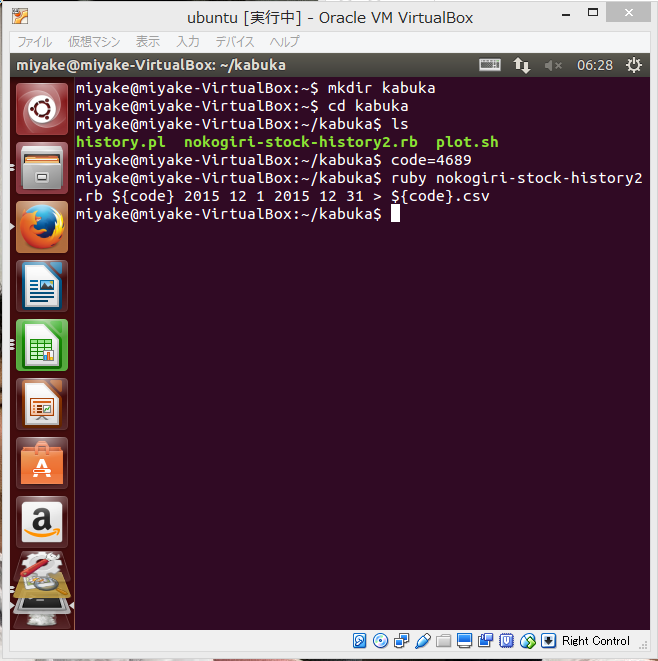 ubuntu [実行中] - Oracle VM VirtualBox
ファイル 仮想マシン 表示 入力 デバイス ヘルプ
miyake@miyake-VirtualBox: ~/kabuka 06:28
miyake@miyake-VirtualBox:~$ mkdir kabuka
miyake@miyake-VirtualBox:~$ cd kabuka
miyake@miyake-VirtualBox:~/kabuka$ ls
history.pl nokogiri-stock-history2.rb plot.sh
miyake@miyake-VirtualBox:~/kabuka$ code=4689
miyake@miyake-VirtualBox:~/kabuka$ ruby nokogiri-stock-history2
.rb ${code} 2015 12 1 2015 12 31 > ${code}.csv
miyake@miyake-VirtualBox:~/kabuka$
Right Control